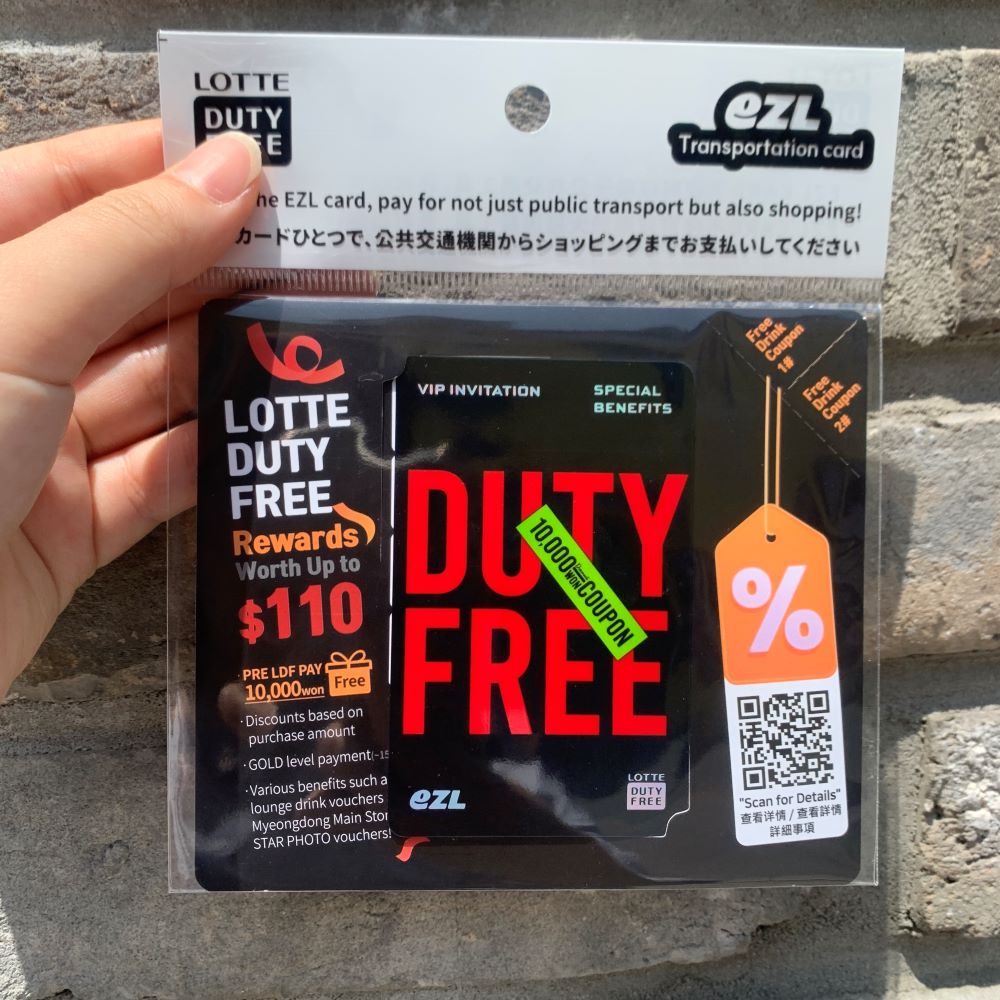 LOTTE
DUTY
ezl
Transportation card
he EZL card, pay for not just public transport but also shopping!
カードひとつで、公共交通機関からショッピングまでお支払いしてください
LOTTE
DUTY
FREE
Rewards
Worth Up to
$110
PRE LDF PAY
10,000won
Free
·Discounts based on
purchase amount
·GOLD level payment(~15
·Various benefits such a
lounge drink vouchers
Myeongdong Main Stor
STAR PHOTO vouchers!
VIP INVITATION
SPECIAL
BENEFITS
DUTY
FREE
10,000 WON COUPON
ezl
LOTTE
DUTY
FREE
Free
Drink
Coupon
1#
Free
Drink
Coupon
2#
%
"Scan for Details"
查看详情 / 查看詳情
詳細事項